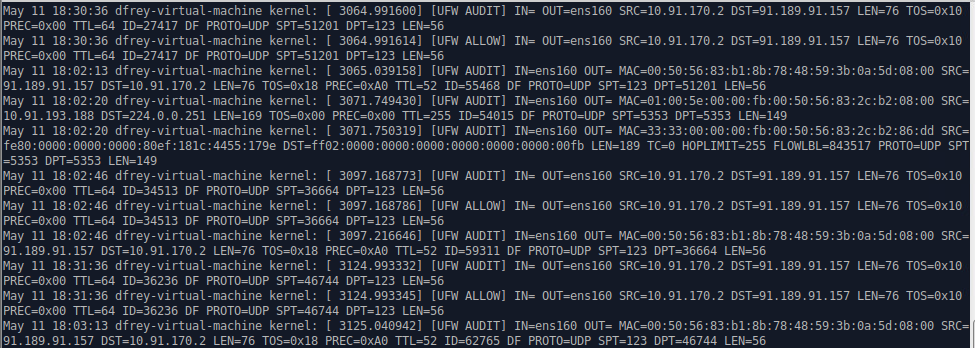 May 11 18:30:36 dfrey-virtual-machine kernel: [ 3064.991600] [UFW AUDIT] IN= OUT=ens160 SRC=10.91.170.2 DST=91.189.91.157 LEN=76 TOS=0x10
PREC=0x00 TTL=64 ID=27417 DF PROTO=UDP SPT=51201 DPT=123 LEN=56
May 11 18:30:36 dfrey-virtual-machine kernel: [ 3064.991614] [UFW ALLOW] IN= OUT=ens160 SRC=10.91.170.2 DST=91.189.91.157 LEN=76 TOS=0x10
PREC=0x00 TTL=64 ID=27417 DF PROTO=UDP SPT=51201 DPT=123 LEN=56
May 11 18:02:13 dfrey-virtual-machine kernel: [ 3065.039158] [UFW AUDIT] IN=ens160 OUT= MAC=00:50:56:83:b1:8b:78:48:59:3b:0a:5d:08:00 SRC=
91.189.91.157 DST=10.91.170.2 LEN=76 TOS=0x18 PREC=0xA0 TTL=52 ID=55468 DF PROTO=UDP SPT=123 DPT=51201 LEN=56
May 11 18:02:20 dfrey-virtual-machine kernel: [ 3071.749430] [UFW AUDIT] IN=ens160 OUT= MAC=01:00:5e:00:00:fb:00:50:56:83:2c:b2:08:00 SRC=
10.91.193.188 DST=224.0.0.251 LEN=169 TOS=0x00 PREC=0x00 TTL=255 ID=54015 DF PROTO=UDP SPT=5353 DPT=5353 LEN=149
May 11 18:02:20 dfrey-virtual-machine kernel: [ 3071.750319] [UFW AUDIT] IN=ens160 OUT= MAC=33:33:00:00:00:fb:00:50:56:83:2c:b2:86:dd SRC=
fe80:0000:0000:0000:80ef:181c:4455:179e DST=ff02:0000:0000:0000:0000:0000:0000:00fb LEN=189 TC=0 HOPLIMIT=255 FLOWLBL=843517 PROTO=UDP SPT
=5353 DPT=5353 LEN=149
May 11 18:02:46 dfrey-virtual-machine kernel: [ 3097.168773] [UFW AUDIT] IN= OUT=ens160 SRC=10.91.170.2 DST=91.189.91.157 LEN=76 TOS=0x10
PREC=0x00 TTL=64 ID=34513 DF PROTO=UDP SPT=36664 DPT=123 LEN=56
May 11 18:02:46 dfrey-virtual-machine kernel: [ 3097.168786] [UFW ALLOW] IN= OUT=ens160 SRC=10.91.170.2 DST=91.189.91.157 LEN=76 TOS=0x10
PREC=0x00 TTL=64 ID=34513 DF PROTO=UDP SPT=36664 DPT=123 LEN=56
May 11 18:02:46 dfrey-virtual-machine kernel: [ 3097.216646] [UFW AUDIT] IN=ens160 OUT= MAC=00:50:56:83:b1:8b:78:48:59:3b:0a:5d:08:00 SRC=
91.189.91.157 DST=10.91.170.2 LEN=76 TOS=0x18 PREC=0xA0 TTL=52 ID=59311 DF PROTO=UDP SPT=123 DPT=36664 LEN=56
May 11 18:31:36 dfrey-virtual-machine kernel: [ 3124.993332] [UFW AUDIT] IN= OUT=ens160 SRC=10.91.170.2 DST=91.189.91.157 LEN=76 TOS=0x10
PREC=0x00 TTL=64 ID=36236 DF PROTO=UDP SPT=46744 DPT=123 LEN=56
May 11 18:31:36 dfrey-virtual-machine kernel: [ 3124.993345] [UFW ALLOW] IN= OUT=ens160 SRC=10.91.170.2 DST=91.189.91.157 LEN=76 TOS=0x10
PREC=0x00 TTL=64 ID=36236 DF PROTO=UDP SPT=46744 DPT=123 LEN=56
May 11 18:03:13 dfrey-virtual-machine kernel: [ 3125.040942] [UFW AUDIT] IN=ens160 OUT= MAC=00:50:56:83:b1:8b:78:48:59:3b:0a:5d:08:00 SRC=
91.189.91.157 DST=10.91.170.2 LEN=76 TOS=0x18 PREC=0xA0 TTL=52 ID=62765 DF PROTO=UDP SPT=123 DPT=46744 LEN=56